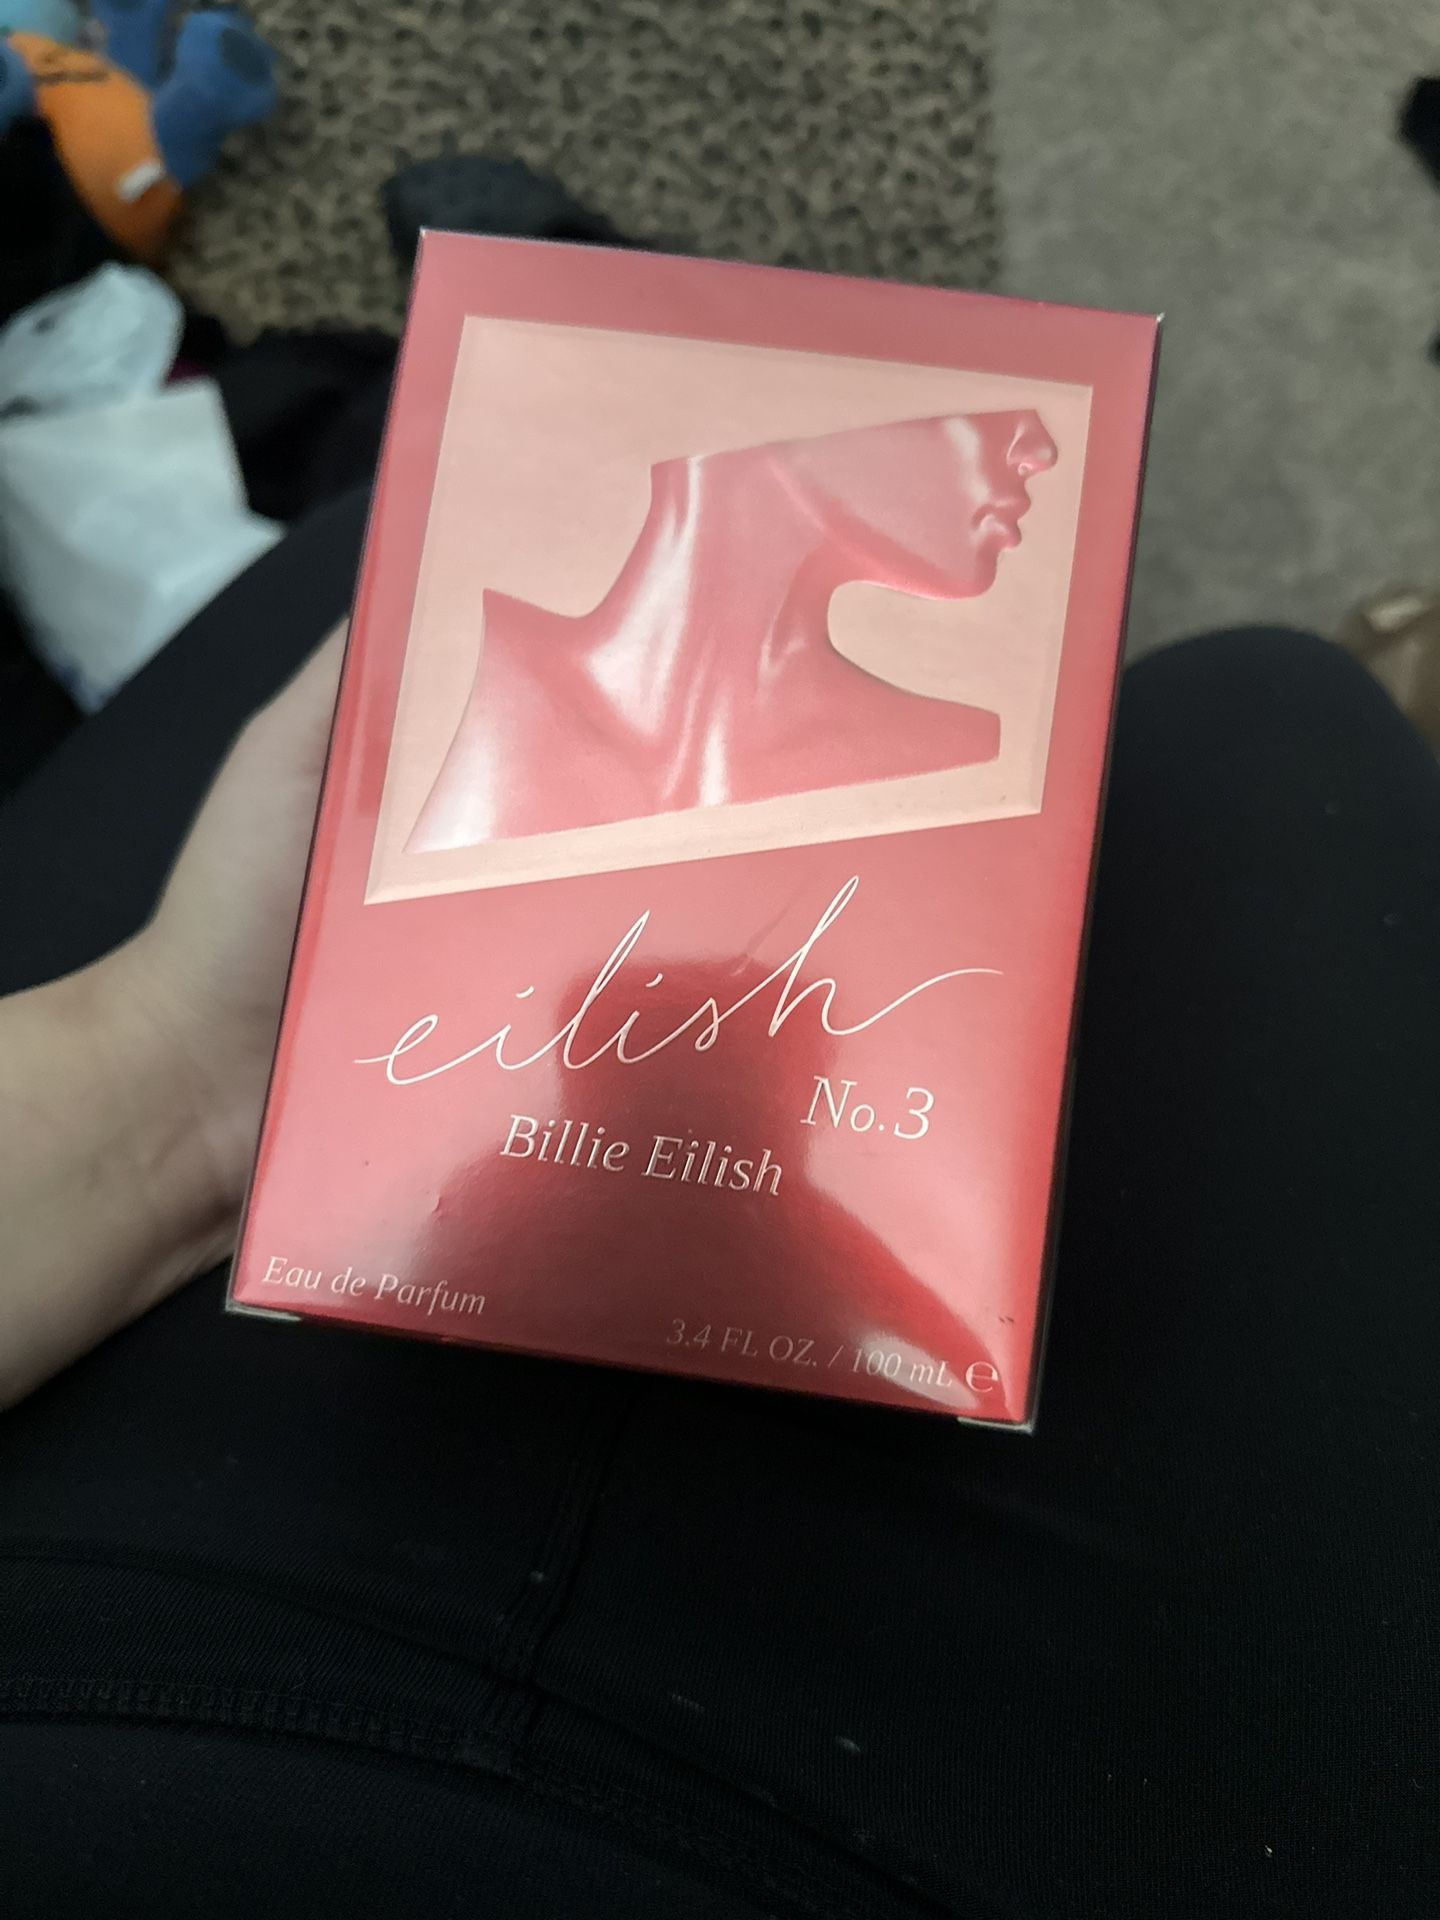 eilish
No.3
Billie Eilish
Eau de Parfum
3.4 FL OZ. / 100 mL ℮